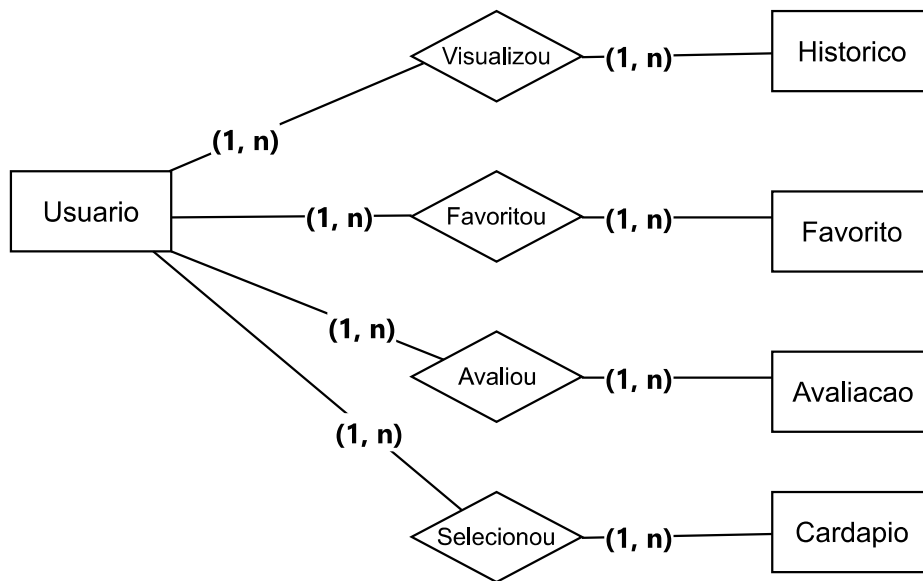 Visualizou
(1, n)
Historico
(1, n)
Usuario
(1, n)
Favoritou
(1, n)
Favorito
(1, n)
Avaliou
(1, n)
Avaliacao
(1, n)
Selecionou
(1, n)
Cardapio